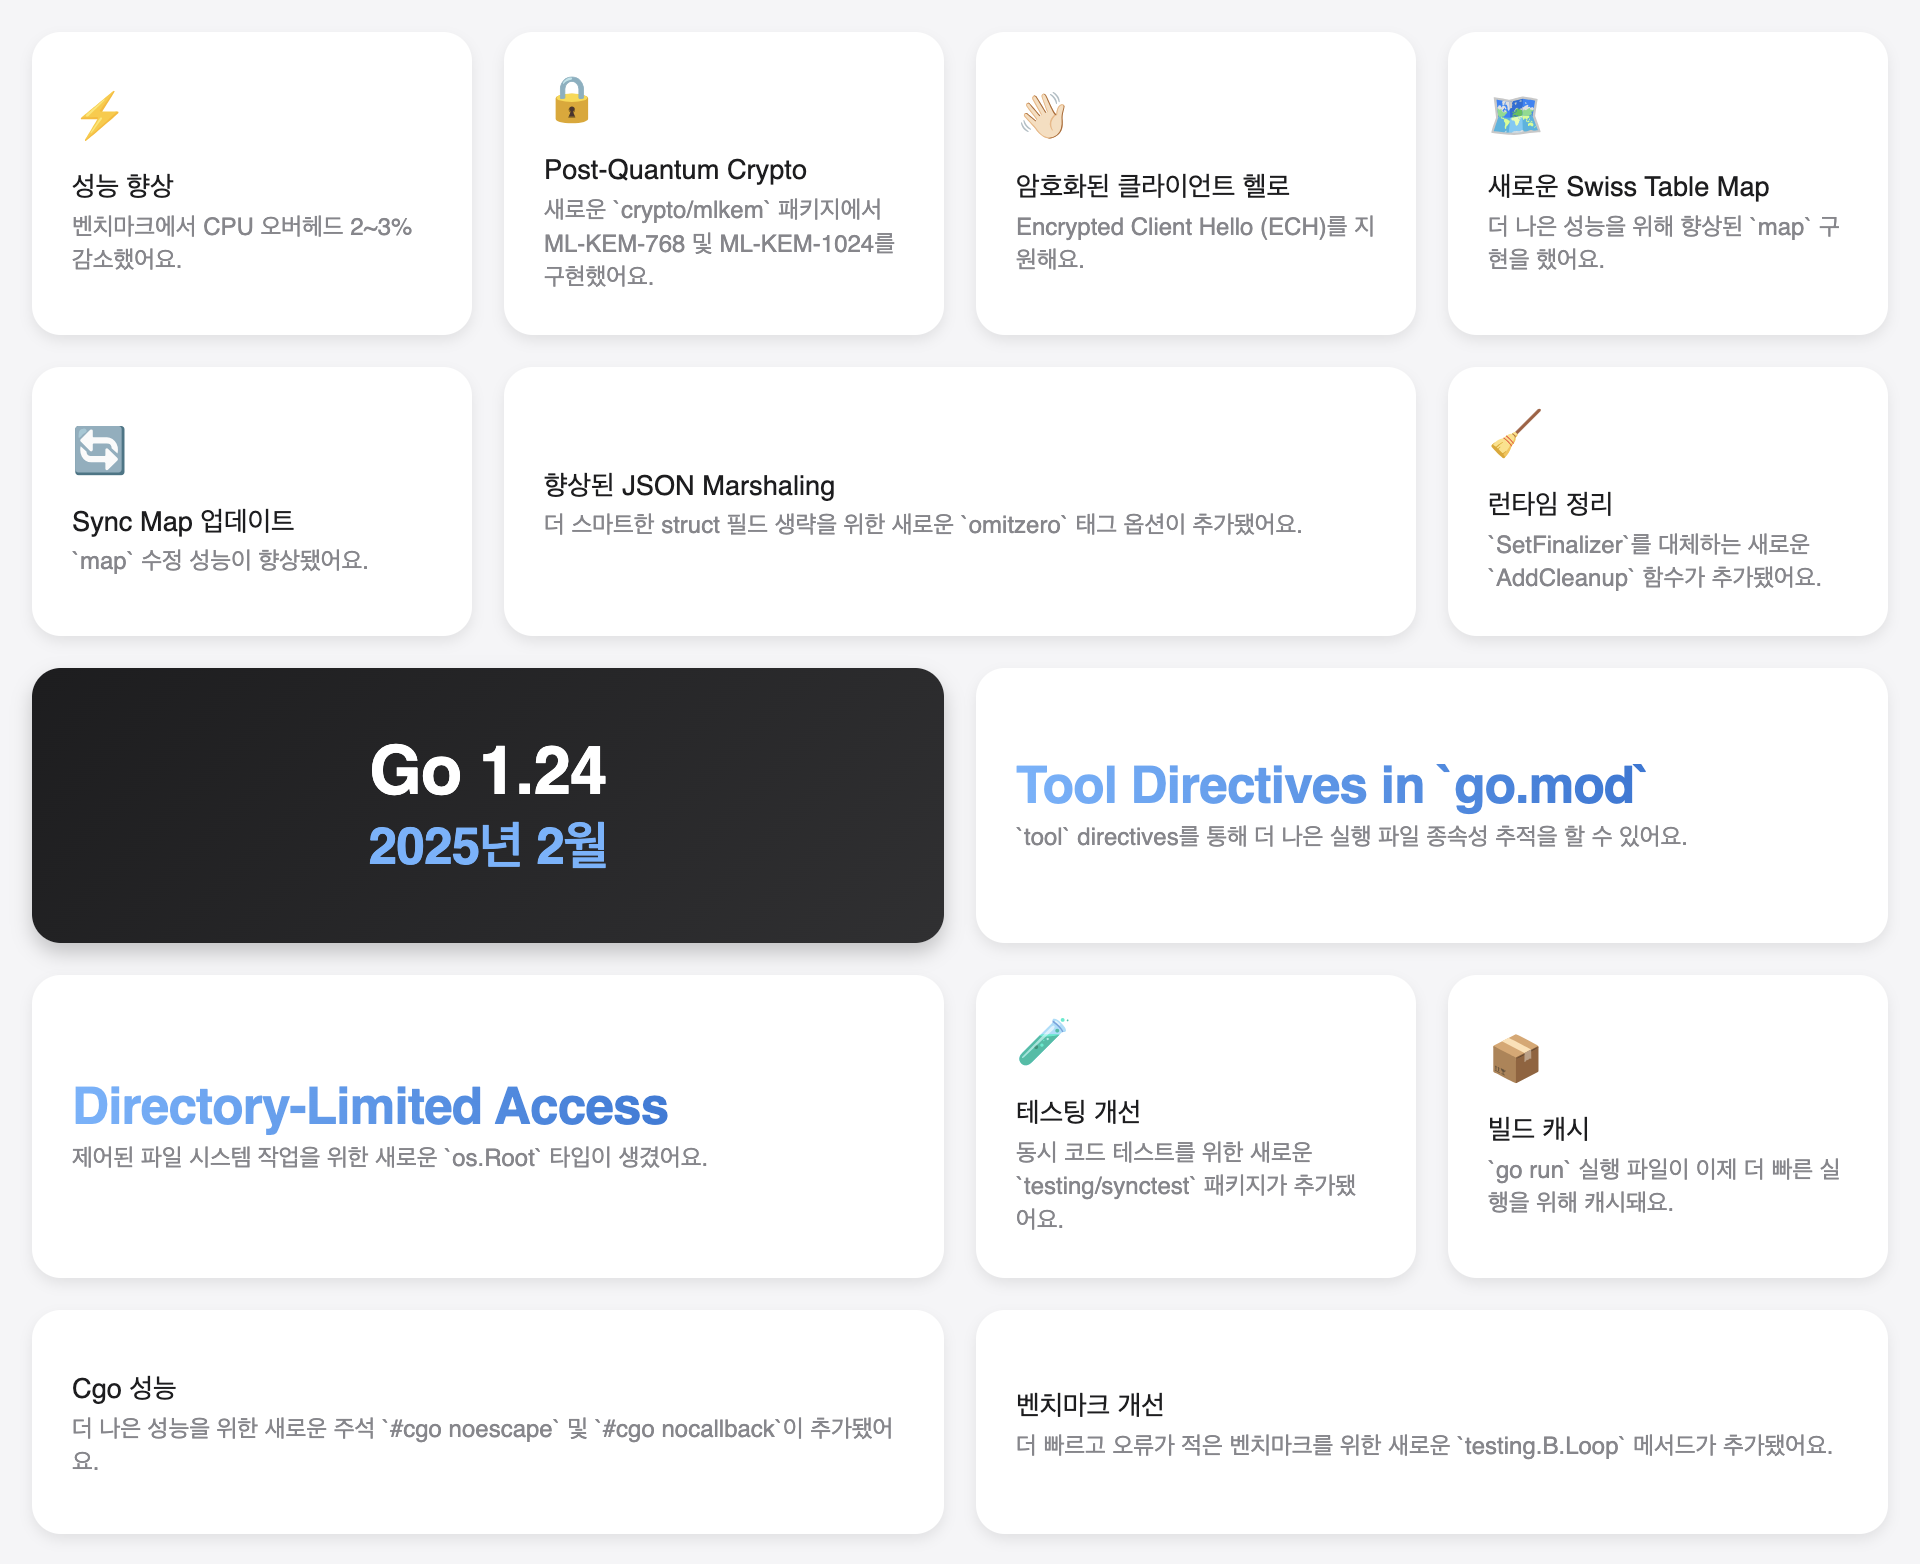 성능 향상
벤치마크에서 CPU 오버헤드 2~3%
감소했어요.
Post-Quantum Crypto
새로운 `crypto/mlkem` 패키지에서
ML-KEM-768 및 ML-KEM-1024를
구현했어요.
암호화된 클라이언트 헬로
Encrypted Client Hello (ECH)를 지
원해요.
새로운 Swiss Table Map
더 나은 성능을 위해 향상된 `map` 구
현을 했어요.
Sync Map 업데이트
`map` 수정 성능이 향상됐어요.
향상된 JSON Marshaling
더 스마트한 struct 필드 생략을 위한 새로운 `omitzero` 태그 옵션이 추가됐어요.
런타임 정리
`SetFinalizer`를 대체하는 새로운
`AddCleanup` 함수가 추가됐어요.
Go 1.24
2025년 2월
Tool Directives in `go.mod`
`tool` directives를 통해 더 나은 실행 파일 종속성 추적을 할 수 있어요.
Directory-Limited Access
제어된 파일 시스템 작업을 위한 새로운 `os.Root` 타입이 생겼어요.
테스팅 개선
동시 코드 테스트를 위한 새로운
`testing/synctest` 패키지가 추가됐
어요.
빌드 캐시
`go run` 실행 파일이 이제 더 빠른 실
행을 위해 캐시돼요.
Cgo 성능
더 나은 성능을 위한 새로운 주석 `#cgo noescape` 및 `#cgo nocallback`이 추가됐어
요.
벤치마크 개선
더 빠르고 오류가 적은 벤치마크를 위한 새로운 `testing.B.Loop` 메서드가 추가됐어요.